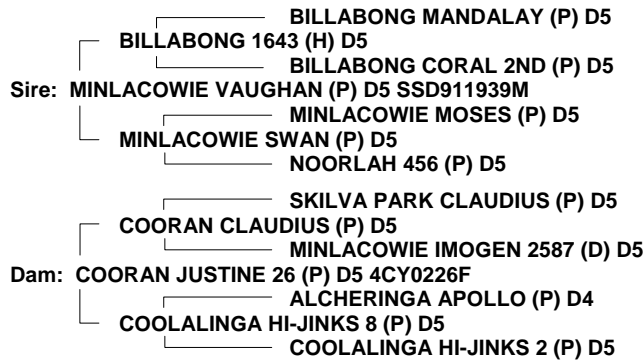 BILLABONG MANDALAY (P) D5
BILLABONG 1643 (H) D5
BILLABONG CORAL 2ND (P) D5
Sire: MINLACOWIE VAUGHAN (P) D5 SSD911939M
MINLACOWIE MOSES (P) D5
MINLACOWIE SWAN (P) D5
NOORLAH 456 (P) D5
SKILVA PARK CLAUDIUS (P) D5
COORAN CLAUDIUS (P) D5
MINLACOWIE IMOGEN 2587 (D) D5
Dam: COORAN JUSTINE 26 (P) D5 4CY0226F
ALCHERINGA APOLLO (P) D4
COOLALINGA HI-JINKS 8 (P) D5
COOLALINGA HI-JINKS 2 (P) D5